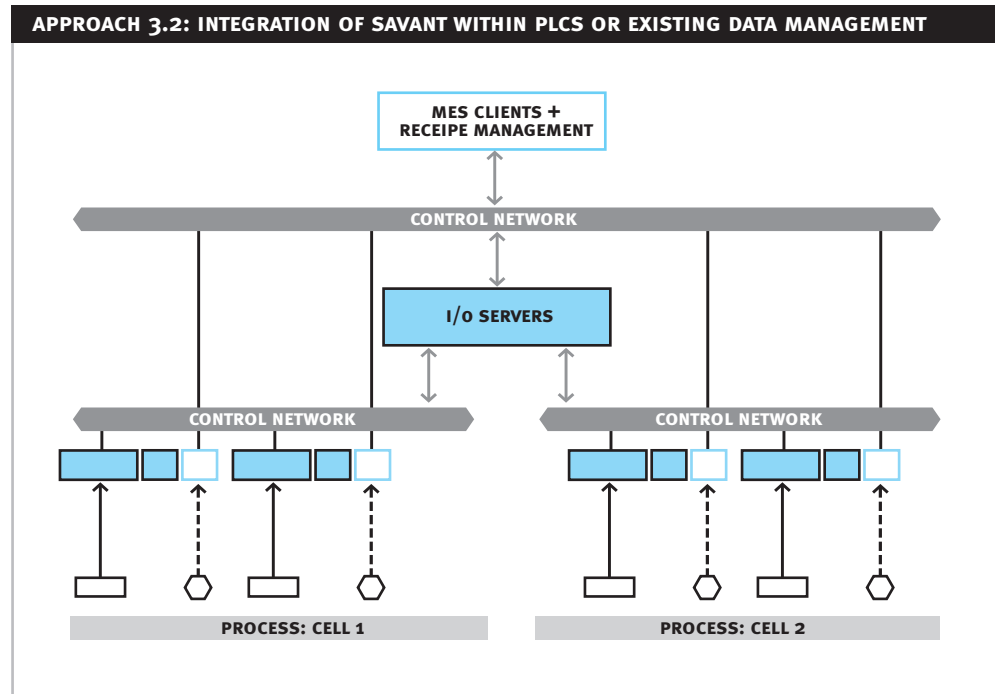 APPROACH 3.2: INTEGRATION OF SAVANT WITHIN PLCS OR EXISTING DATA MANAGEMENT
MES CLIENTS +
RECEIPE MANAGEMENT
CONTROL NETWORK
I/O SERVERS
CONTROL NETWORK
CONTROL NETWORK
PROCESS: CELL 1
PROCESS: CELL 2